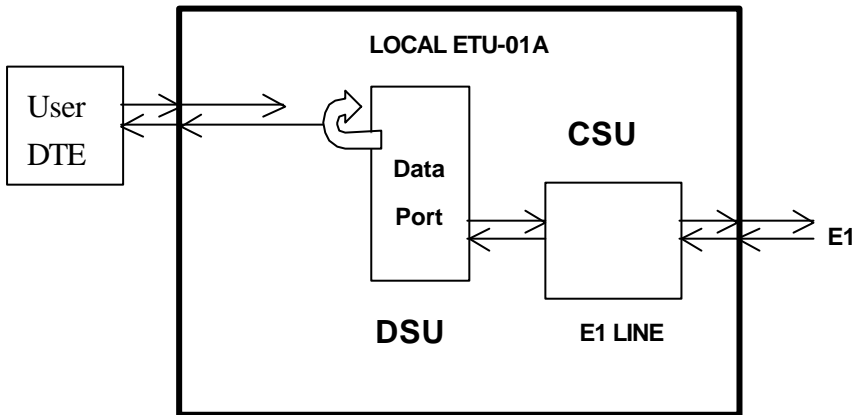 LOCAL ETU-01A
User
DTE
CSU
Data
Port
E1
DSU
E1 LINE